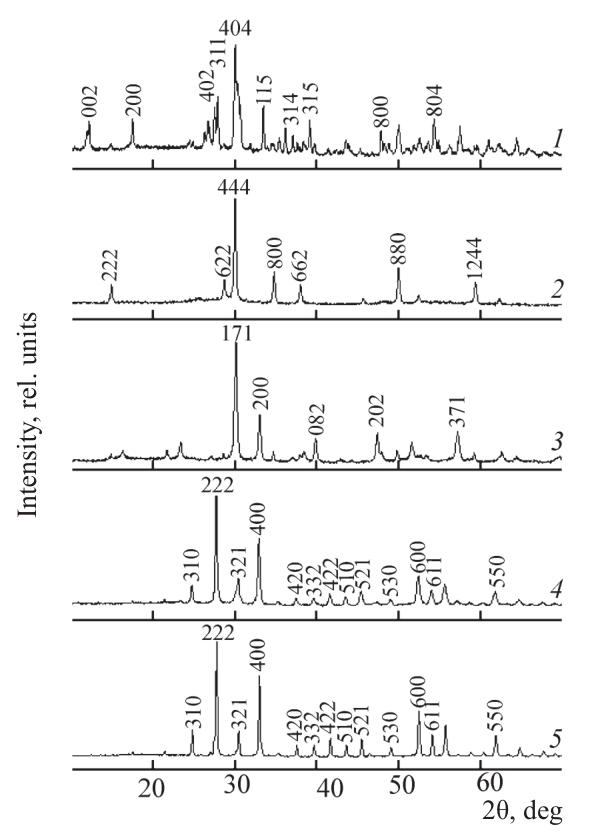 404
002 200 402 311 115 314 315 800 804 1
444
222 622 800 662 880 1244 2
171
200 082 202 371 3
222
310 321 400 420 332 422 510 521 530 600 611 550 4
222
310 321 400 420 332 422 510 521 530 600 611 550 5
20 30 40 50 60
2θ, deg
Intensity, rel. units